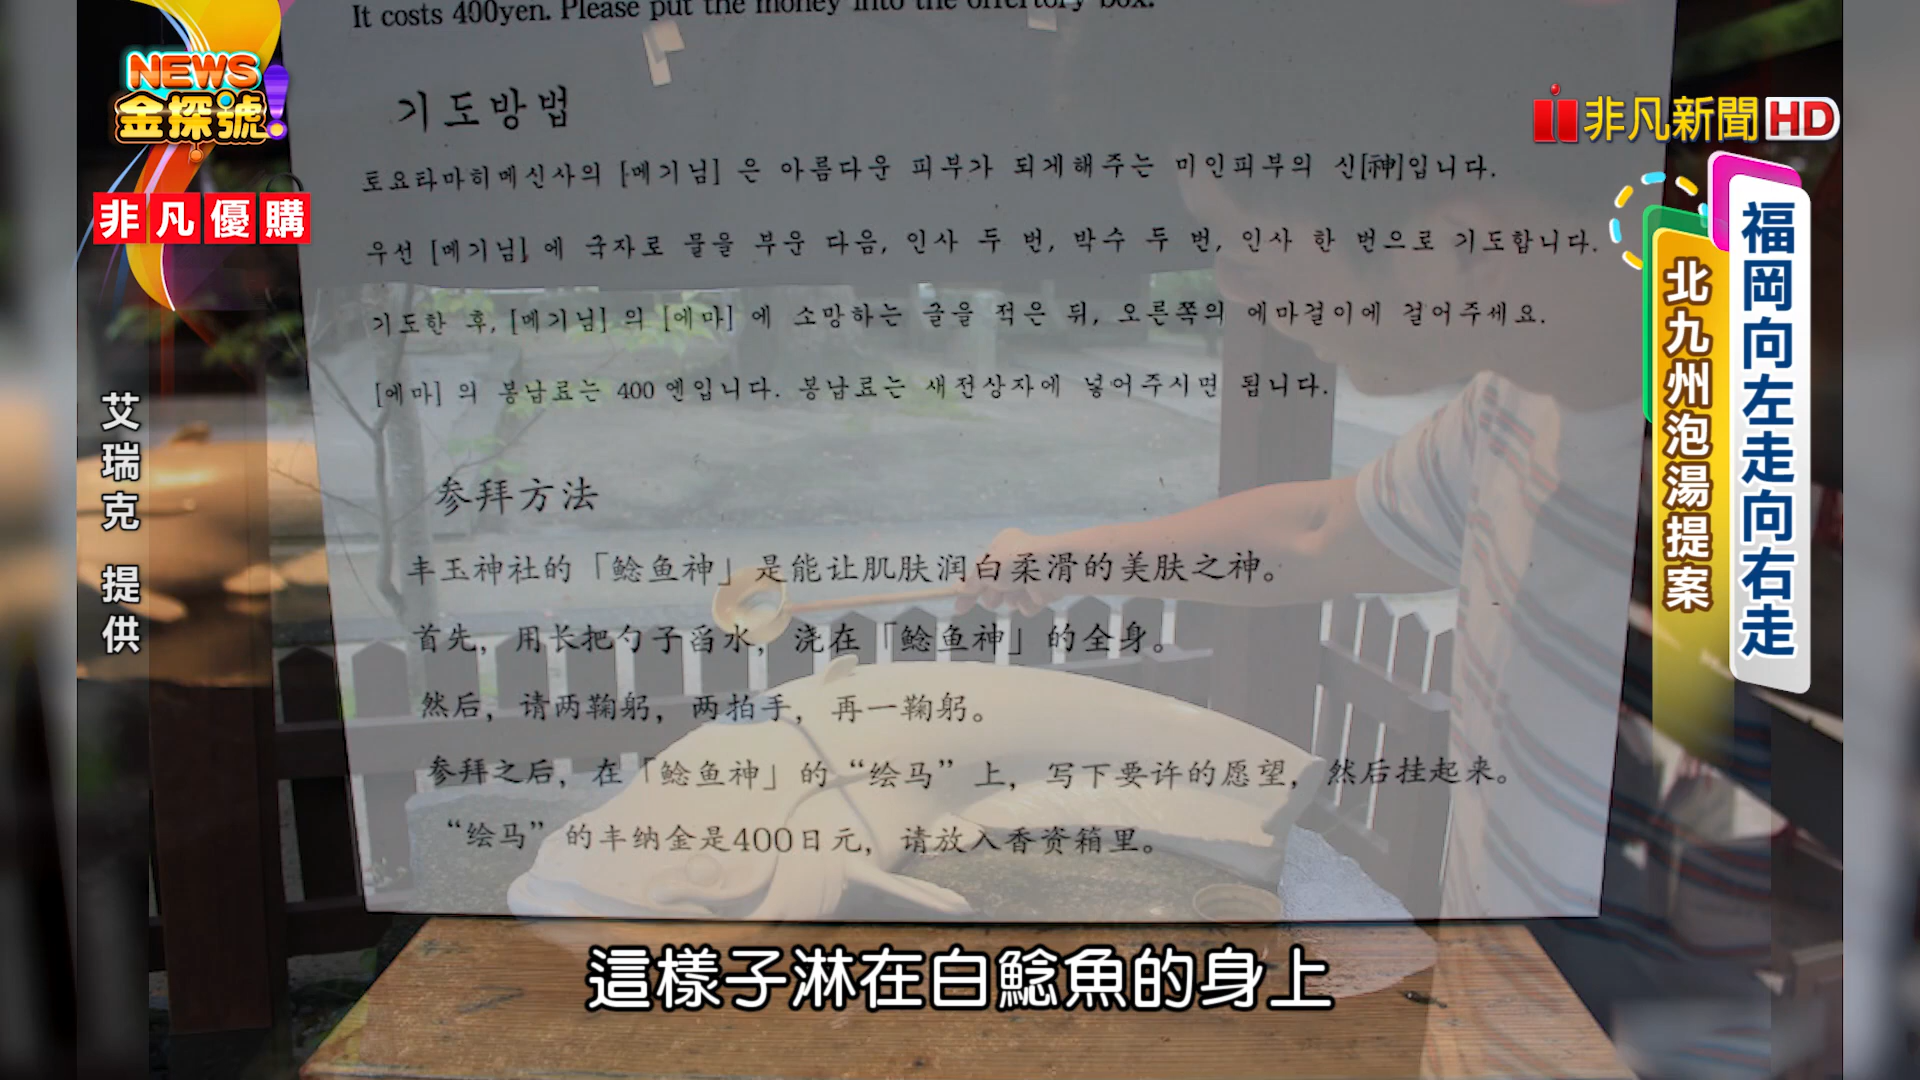 It costs 400yen. Please put the money into the offertory box.
NEWS
金探號!
非凡優購
非凡新聞HD
福岡向左走向右走
北九州泡湯提案
艾瑞克 提供
기도방법
토요타마히메신사의 [메기님] 은 아름다운 피부가 되게해주는 미인피부의 신[神]입니다.
우선 [메기님] 에 국자로 물을 부운 다음, 인사 두 번, 박수 두 번, 인사 한 번으로 기도합니다.
기도한 후, [메기님] 의 [에마] 에 소망하는 글을 적은 뒤, 오른쪽의 에마걸이에 걸어주세요.
[에마] 의 봉납료는 400 엔입니다. 봉납료는 새전상자에 넣어주시면 됩니다.
参拜方法
丰玉神社的「鲶鱼神」是能让肌肤润白柔滑的美肤之神。
首先，用长把勺子舀水，浇在「鲶鱼神」的全身。
然后，请两鞠躬，两拍手，再一鞠躬。
参拜之后，在「鲶鱼神」的“绘马”上，写下要许的愿望，然后挂起来。
“绘马”的丰纳金是400日元，请放入香资箱里。
這樣子淋在白鯰魚的身上